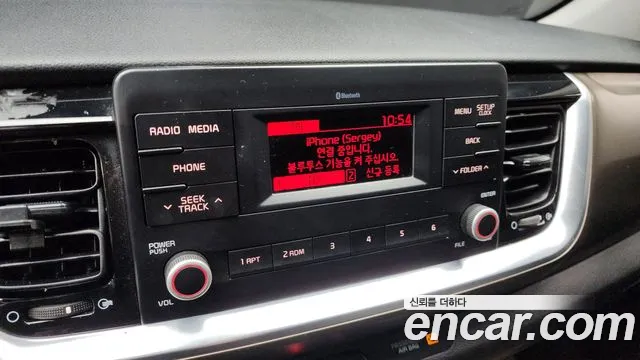 Bluetooth
10:54
RADIO MEDIA
MENU SETUP
CLOCK
iPhone (Sergey)
연결 중입니다.
블루투스 기능을 켜 주십시오.
2 신규 등록
PHONE
BACK
SEEK
TRACK
FOLDER
ENTER
POWER
PUSH
1 RPT
2 RDM
3
4
5
6
FILE
VOL
신뢰를 더하다
encar.com
AIR BAG